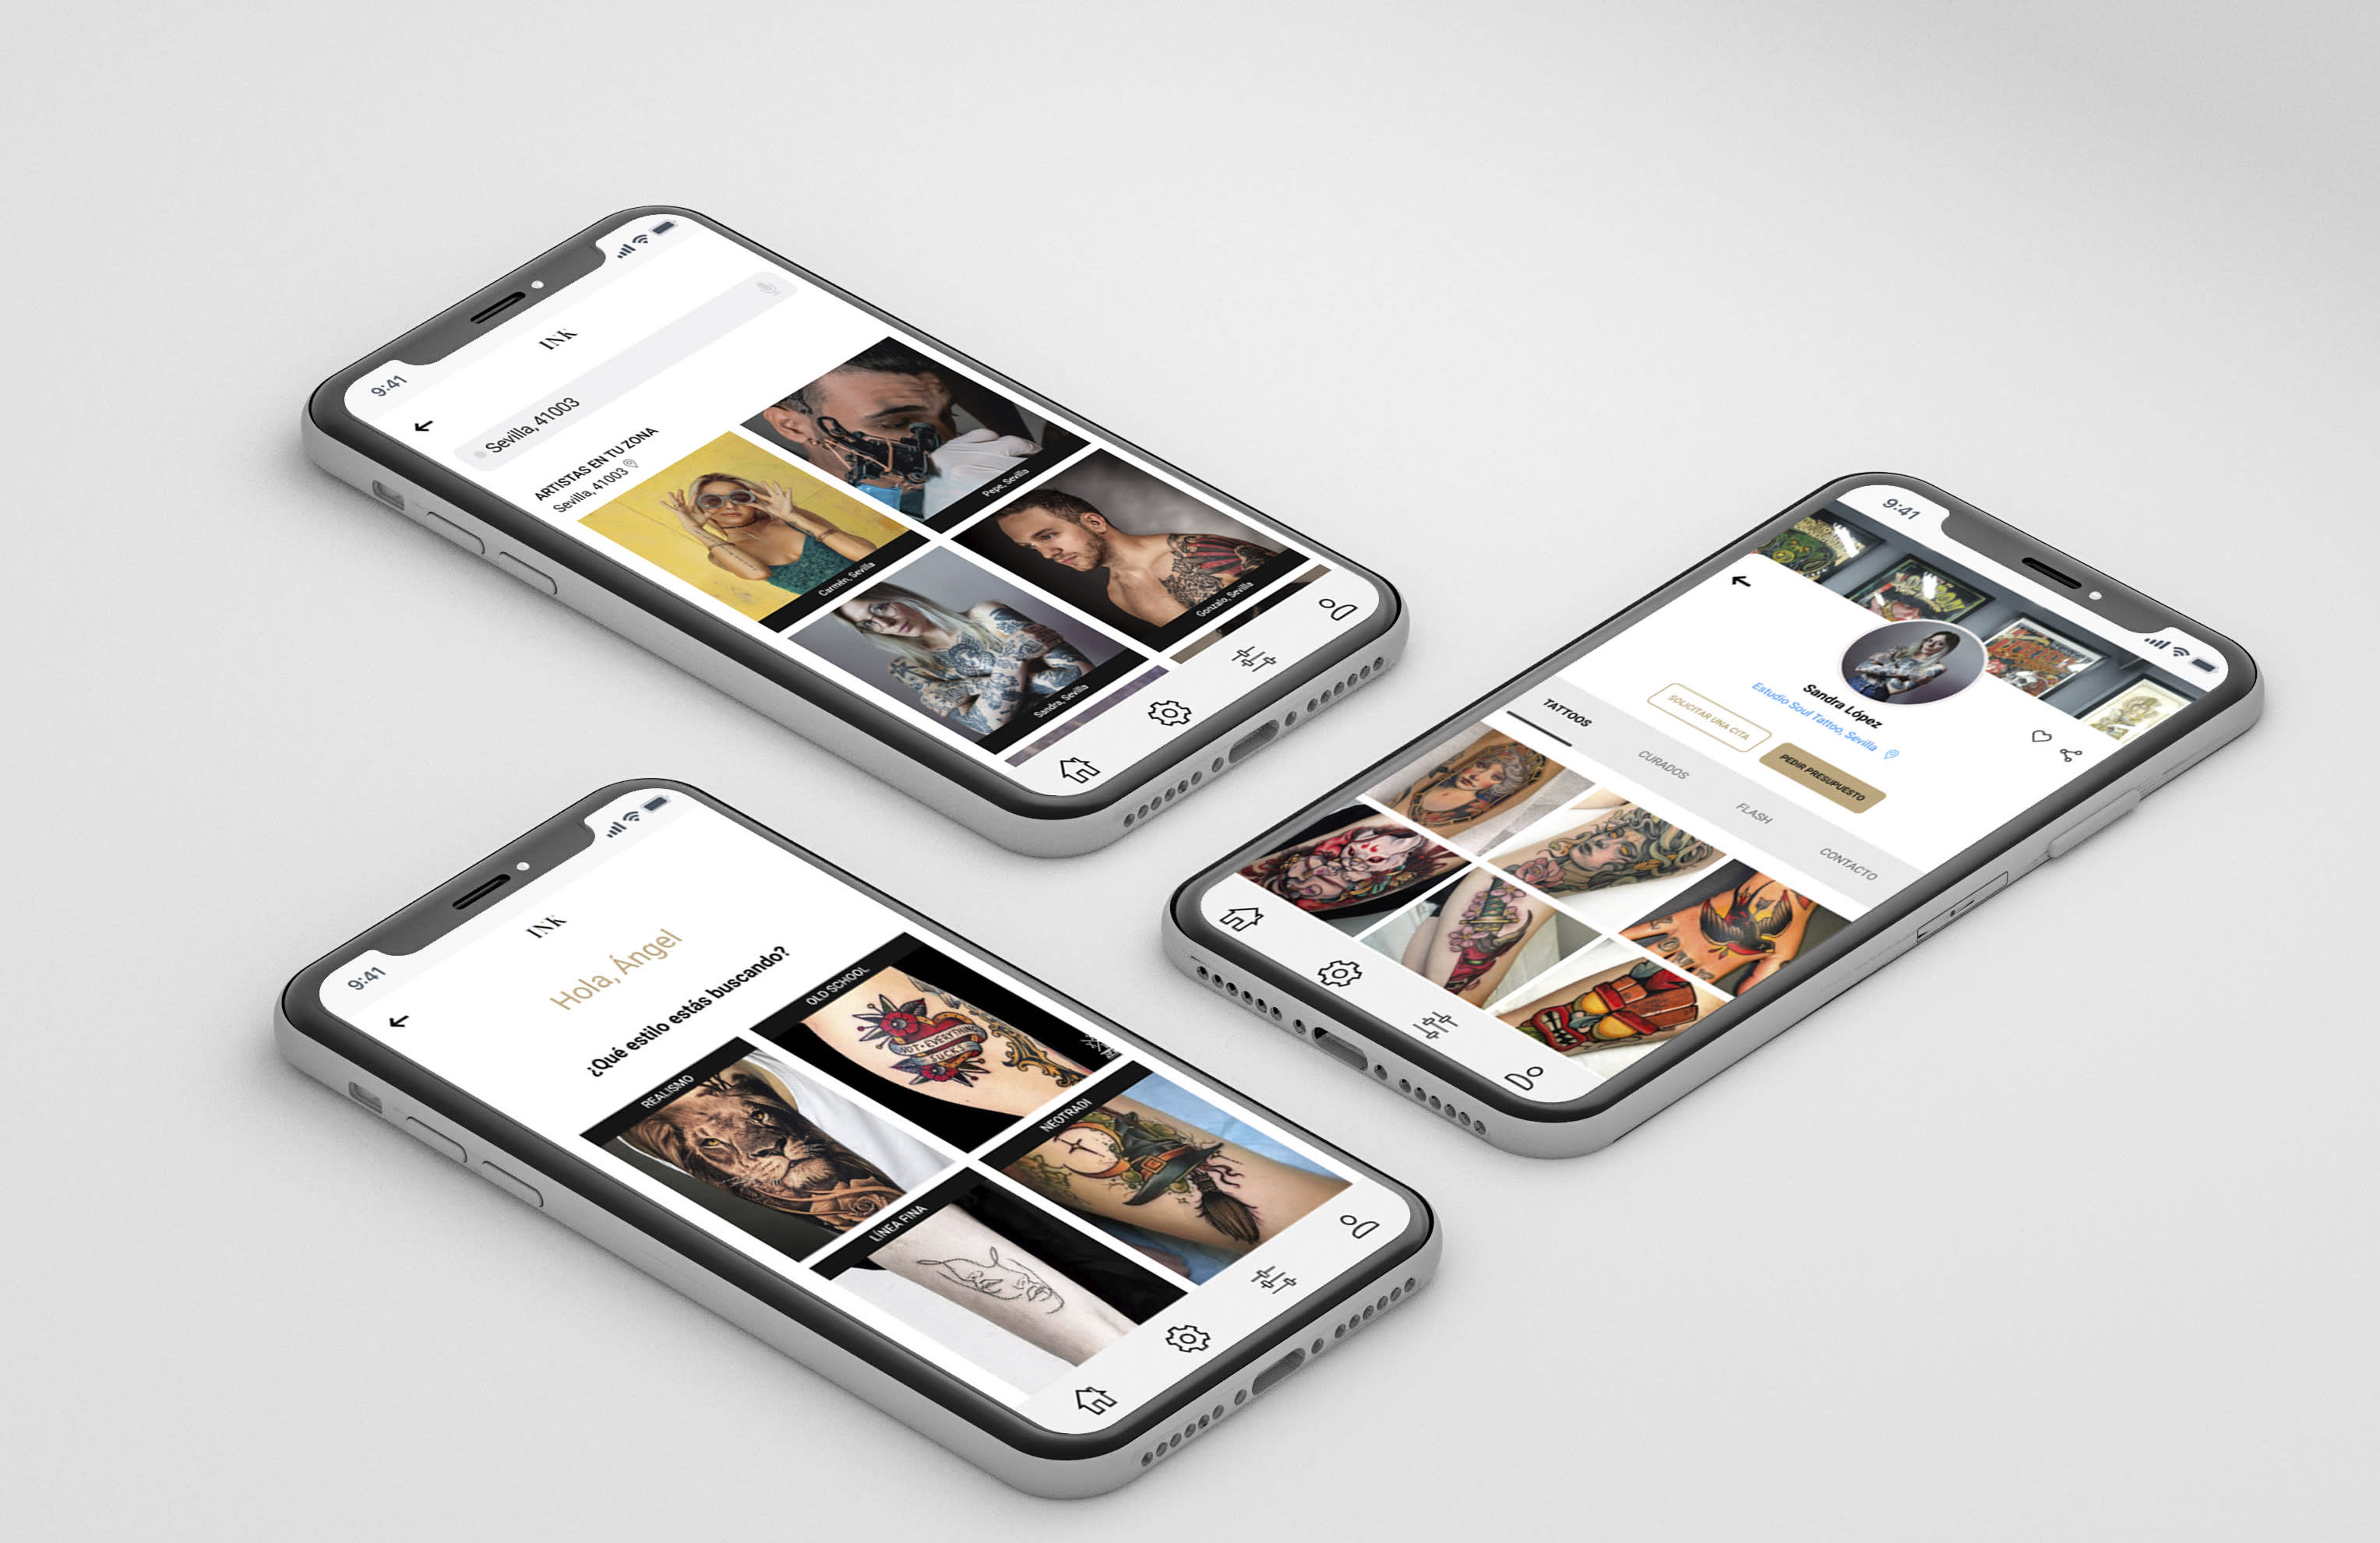 9:41
INK
Sevilla, 41003
ARTISTAS EN TU ZONA
Sevilla, 41003
Carmén, Sevilla
Pepe, Sevilla
Sandra, Sevilla
Gonzalo, Sevilla
9:41
Sandra López
Estudio Soul Tattoo, Sevilla
SOLICITAR UNA CITA
PEDIR PRESUPUESTO
TATTOOS
CURADOS
FLASH
CONTACTO
9:41
INK
Hola, Ángel
¿Qué estilo estás buscando?
REALISMO
OLD SCHOOL
EVERYTHING
SUCKS
LÍNEA FINA
NEOTRADI